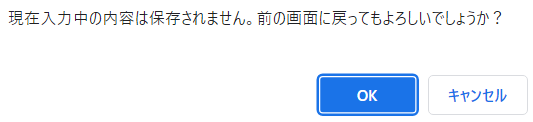 現在入力中の内容は保存されません。前の画面に戻ってもよろしいでしょうか？
OK
キャンセル